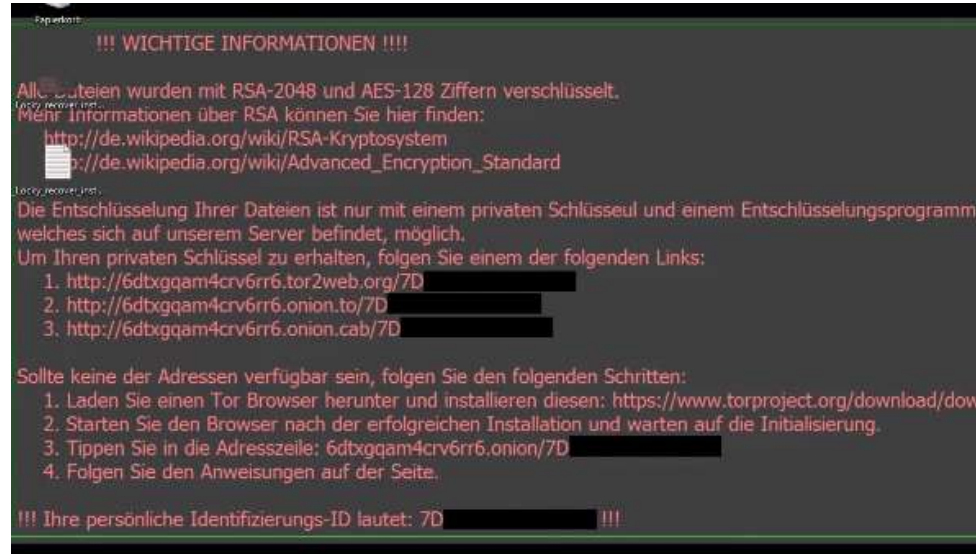 Papierkorb
!!! WICHTIGE INFORMATIONEN !!!!
Alle Dateien wurden mit RSA-2048 und AES-128 Ziffern verschlüsselt.
Locky_recover_inst...
Mehr Informationen über RSA können Sie hier finden:
http://de.wikipedia.org/wiki/RSA-Kryptosystem
p://de.wikipedia.org/wiki/Advanced_Encryption_Standard
Locky_recover_inst...
Die Entschlüsselung Ihrer Dateien ist nur mit einem privaten Schlüsseul und einem Entschlüsselungsprogramm
welches sich auf unserem Server befindet, möglich.
Um Ihren privaten Schlüssel zu erhalten, folgen Sie einem der folgenden Links:
1. http://6dtxgqam4crv6rr6.tor2web.org/7D
2. http://6dtxgqam4crv6rr6.onion.to/7D
3. http://6dtxgqam4crv6rr6.onion.cab/7D
Sollte keine der Adressen verfügbar sein, folgen Sie den folgenden Schritten:
1. Laden Sie einen Tor Browser herunter und installieren diesen: https://www.torproject.org/download/dow
2. Starten Sie den Browser nach der erfolgreichen Installation und warten auf die Initialisierung.
3. Tippen Sie in die Adresszeile: 6dtxgqam4crv6rr6.onion/7D
4. Folgen Sie den Anweisungen auf der Seite.
!!! Ihre persönliche Identifizierungs-ID lautet: 7D !!!